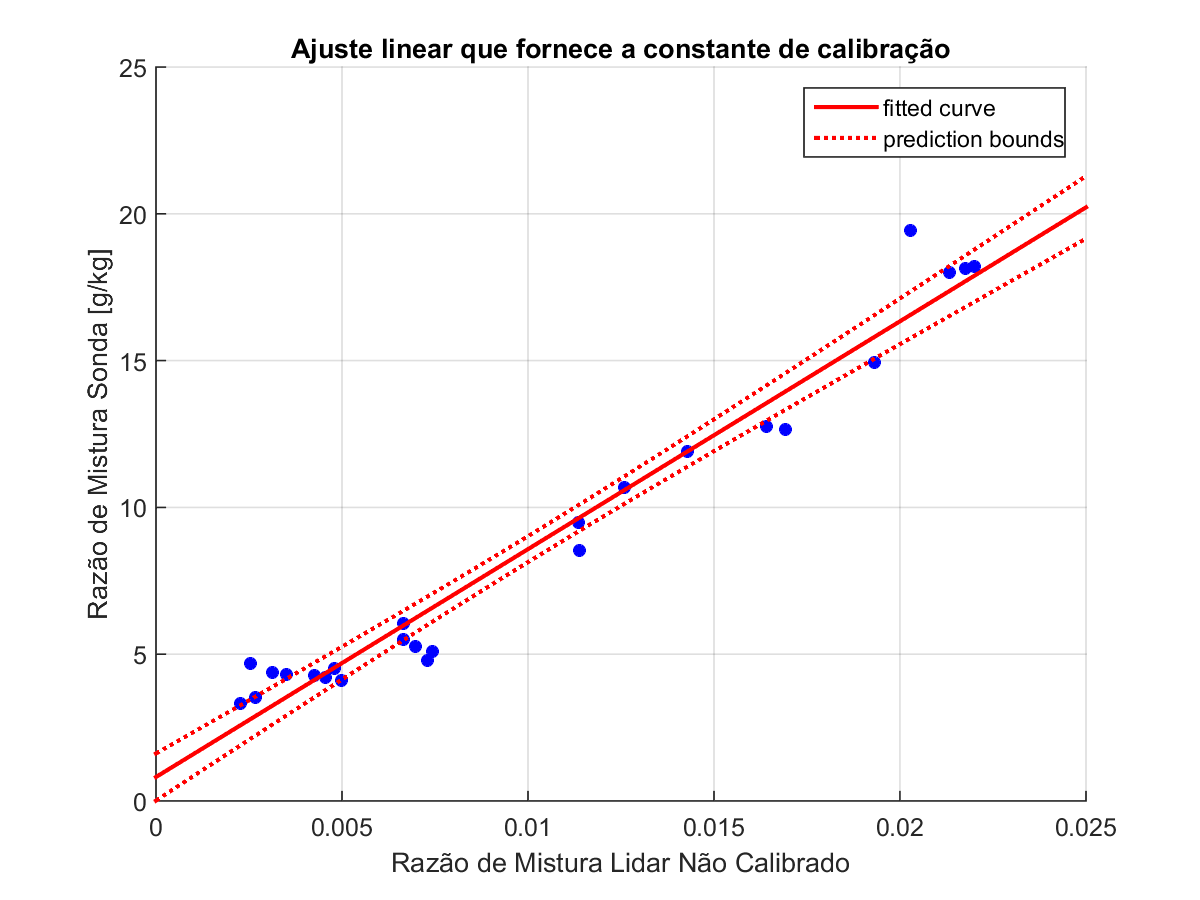 Ajuste linear que fornece a constante de calibração
25
20
15
10
5
0
fitted curve
prediction bounds
Razão de Mistura Sonda [g/kg]
0 0.005 0.01 0.015 0.02 0.025
Razão de Mistura Lidar Não Calibrado